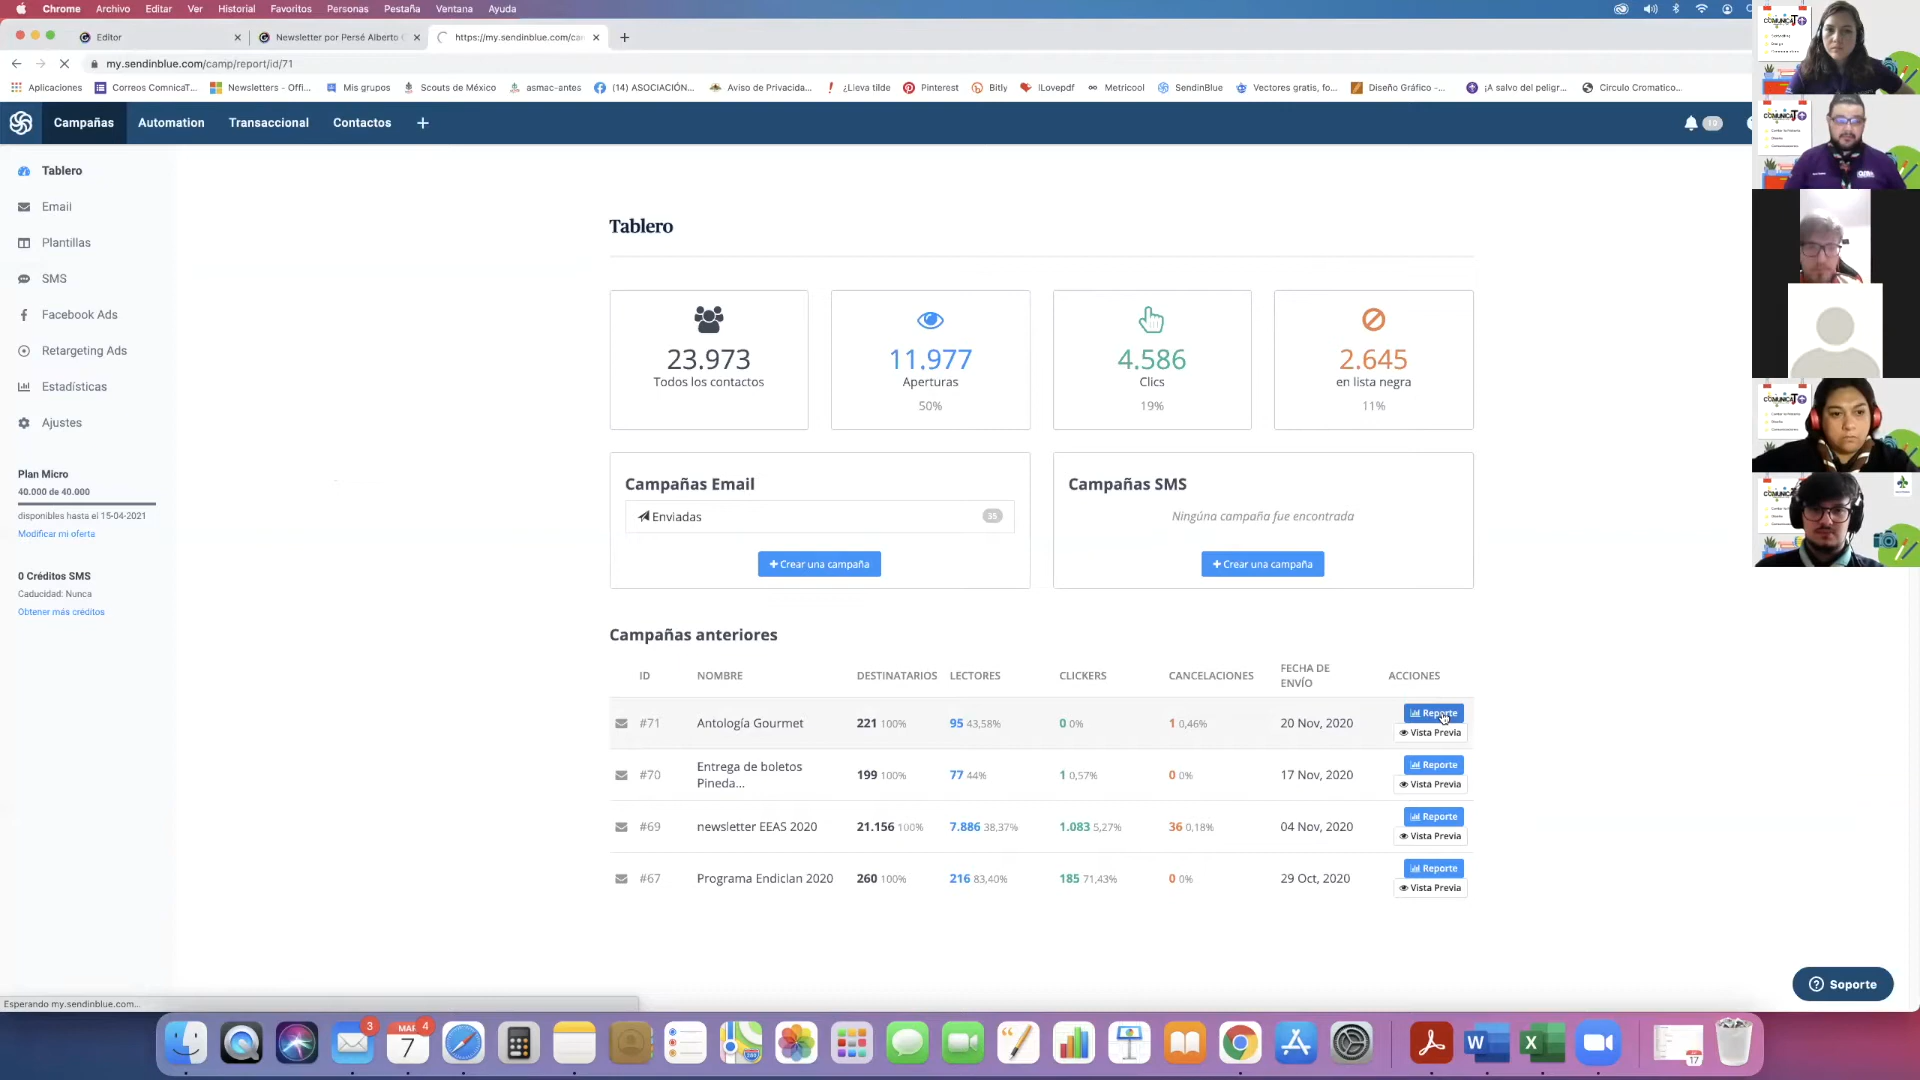 Chrome Archivo Editar Ver Historial Favoritos Personas Pestaña Ventana Ayuda
Editor
Newsletter por Persé Alberto
https://my.sendinblue.com/ca
my.sendinblue.com/camp/report/id/71
Aplicaciones Correos ComnicaT... Newsletters - Offi... Mis grupos Scouts de México asmac-antes (14) ASOCIACIÓN... Aviso de Privacida... ¿Lleva tilde Pinterest Bitly ILovepdf Metricool SendinBlue Vectores gratis, fo... Diseño Gráfico -... ¡A salvo del peligr... Circulo Cromatico...
Campañas Automation Transaccional Contactos + 10
Tablero
Email
Plantillas
SMS
Facebook Ads
Retargeting Ads
Estadísticas
Ajustes
Plan Micro
40.000 de 40.000
disponibles hasta el 15-04-2021
Modificar mi oferta
0 Créditos SMS
Caducidad: Nunca
Obtener más créditos
Tablero
23.973
Todos los contactos
11.977
Aperturas
50%
4.586
Clics
19%
2.645
en lista negra
11%
Campañas Email
Enviadas 35
+ Crear una campaña
Campañas SMS
Ningúna campaña fue encontrada
+ Crear una campaña
Campañas anteriores
ID NOMBRE DESTINATARIOS LECTORES CLICKERS CANCELACIONES FECHA DE ENVÍO ACCIONES
#71 Antología Gourmet 221 100% 95 43,58% 0 0% 1 0,46% 20 Nov, 2020 Reporte
Vista Previa
#70 Entrega de boletos Pineda... 199 100% 77 44% 1 0,57% 0 0% 17 Nov, 2020 Reporte
Vista Previa
#69 newsletter EEAS 2020 21.156 100% 7.886 38,37% 1.083 5,27% 36 0,18% 04 Nov, 2020 Reporte
Vista Previa
#67 Programa Endician 2020 260 100% 216 83,40% 185 71,43% 0 0% 29 Oct, 2020 Reporte
Vista Previa
Soporte
Esperando my.sendinblue.com...
3
MAR 4
7
17